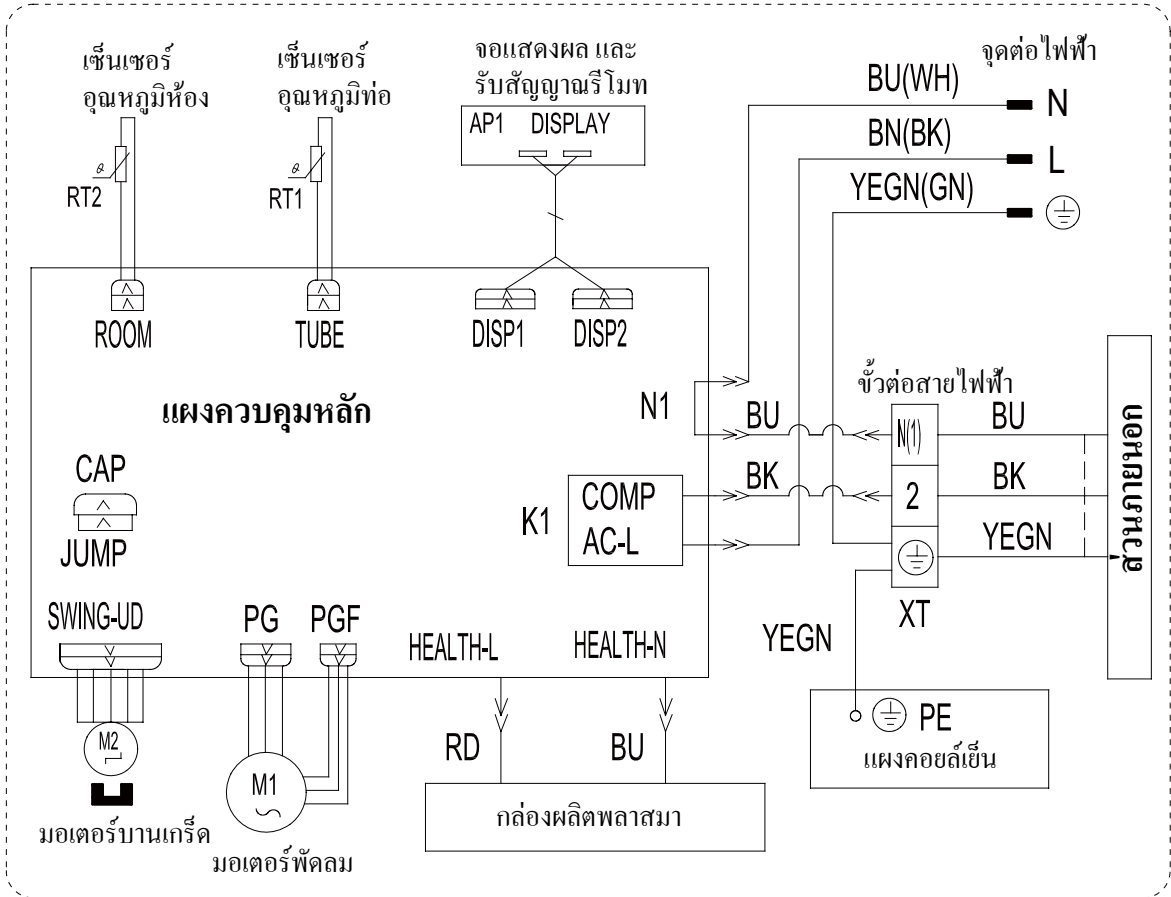 เซ็นเซอร์
อุณหภูมิห้อง
เซ็นเซอร์
อุณหภูมิท่อ
จอแสดงผล และ
รับสัญญาณรีโมท
จุดต่อไฟฟ้า
AP1 DISPLAY
BU(WH)
N
BN(BK)
L
YEGN(GN)
θ
RT2
θ
RT1
ROOM
TUBE
DISP1
DISP2
แผงควบคุมหลัก
N1
BU
ขั้วต่อสายไฟฟ้า
N(1)
BU
CAP
JUMP
K1
COMP
AC-L
BK
2
BK
YEGN
XT
ส่วนภายนอก
SWING-UD
PG
PGF
HEALTH-L
HEALTH-N
YEGN
M2
M1
RD
BU
PE
แผงคอยล์เย็น
กล่องผลิตพลาสมา
มอเตอร์บานเกร็ด
มอเตอร์พัดลม